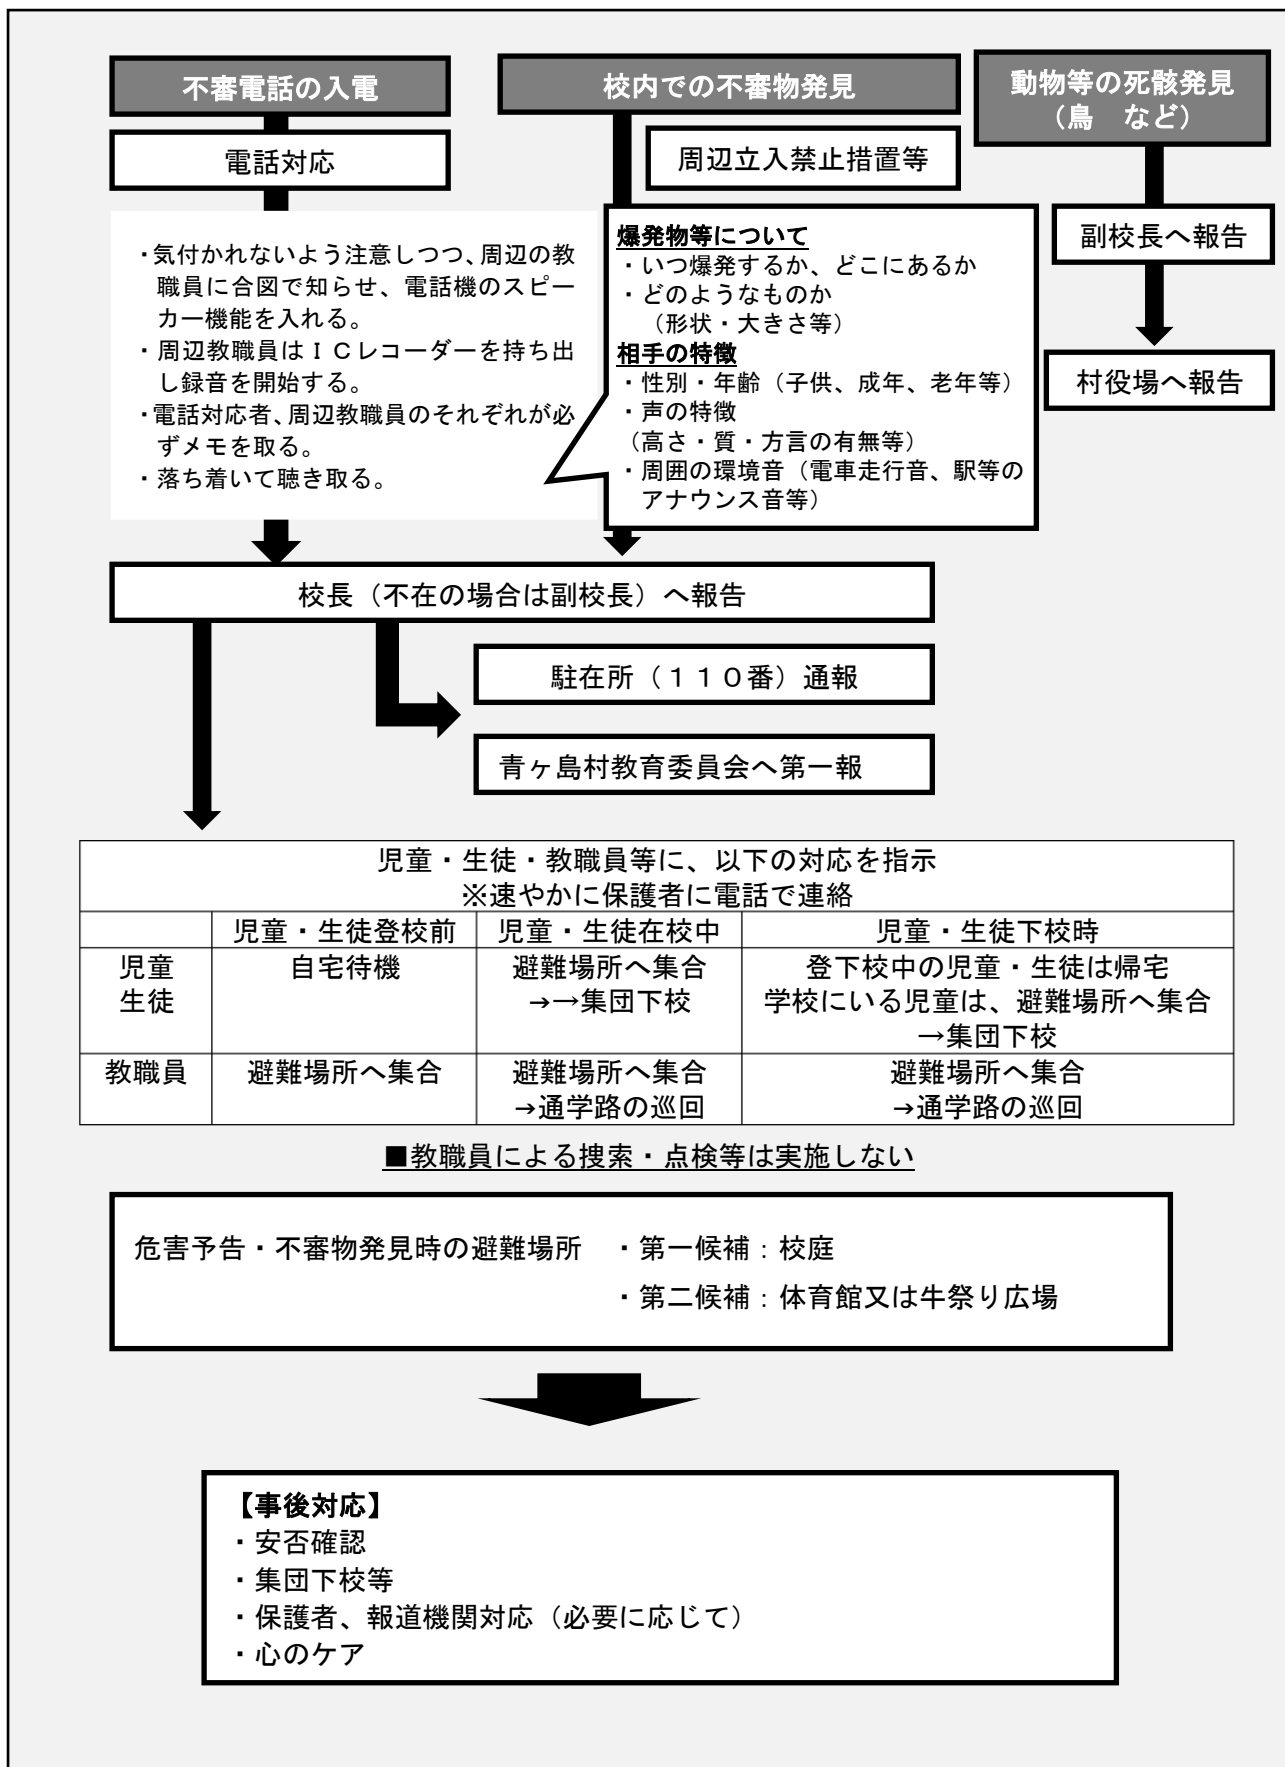 不審電話の入電
電話対応
・気付かれないよう注意しつつ、周辺の教
職員に合図で知らせ、電話機のスピー
カー機能を入れる。
・周辺教職員はＩＣレコーダーを持ち出
し録音を開始する。
・電話対応者、周辺教職員のそれぞれが必
ずメモを取る。
・落ち着いて聴き取る。
校内での不審物発見
周辺立入禁止措置等
爆発物等について
・いつ爆発するか、どこにあるか
・どのようなものか
（形状・大きさ等）
相手の特徴
・性別・年齢（子供、成年、老年等）
・声の特徴
（高さ・質・方言の有無等）
・周囲の環境音（電車走行音、駅等の
アナウンス音等）
動物等の死骸発見
（鳥　など）
副校長へ報告
村役場へ報告
校長（不在の場合は副校長）へ報告
駐在所（１１０番）通報
青ヶ島村教育委員会へ第一報
児童・生徒・教職員等に、以下の対応を指示
※速やかに保護者に電話で連絡
児童・生徒登校前 児童・生徒在校中 児童・生徒下校時
児童 自宅待機 避難場所へ集合 登下校中の児童・生徒は帰宅
生徒 →→集団下校 学校にいる児童は、避難場所へ集合
→集団下校
教職員 避難場所へ集合 避難場所へ集合 避難場所へ集合
→通学路の巡回 →通学路の巡回
■教職員による捜索・点検等は実施しない
危害予告・不審物発見時の避難場所　・第一候補：校庭
・第二候補：体育館又は牛祭り広場
【事後対応】
・安否確認
・集団下校等
・保護者、報道機関対応（必要に応じて）
・心のケア